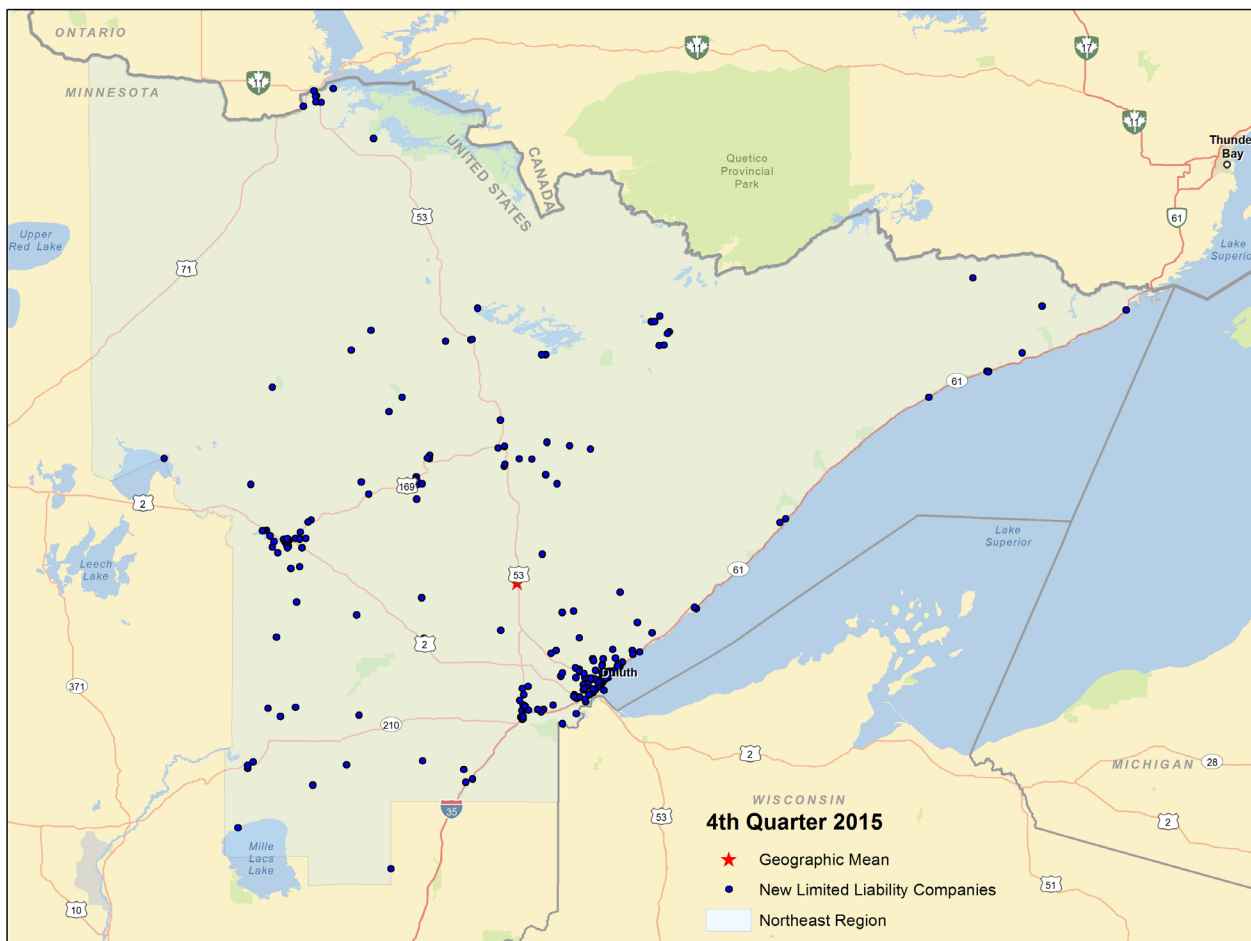 ONTARIO
11
11
17
MINNESOTA
11
Thunde
Bay
UNITED STATES
CANADA
Quetico
Provincial
Park
53
61
Upper
Red Lake
71
Lake
Superior
61
2
169
Lake
Superior
Leech
Lake
53
61
2
Duluth
371
210
2
MICHIGAN
28
WISCONSIN
35
53
2
4th Quarter 2015
Mille
Lacs
Lake
Geographic Mean
New Limited Liability Companies
51
10
Northeast Region